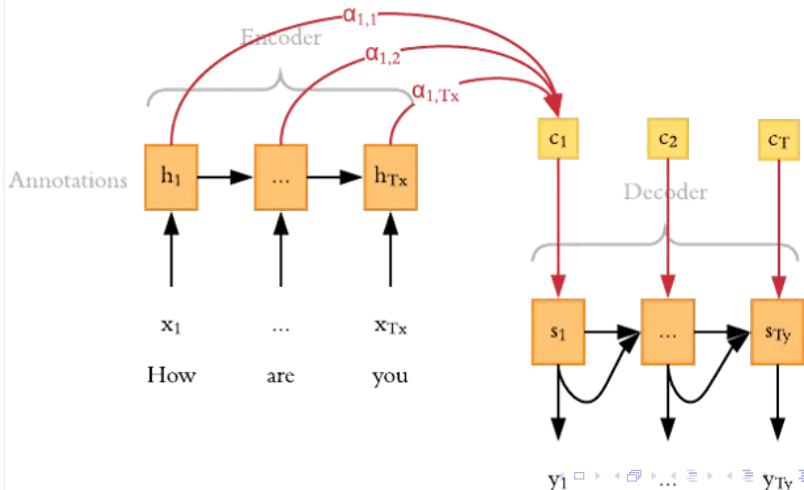 α1,1
Encoder
α1,2
α1,Tx
c1 c2 cT
Annotations h1 ... hTx
Decoder
x1 ... xTx
s1 ... sTy
How are you
y1 ... yTy